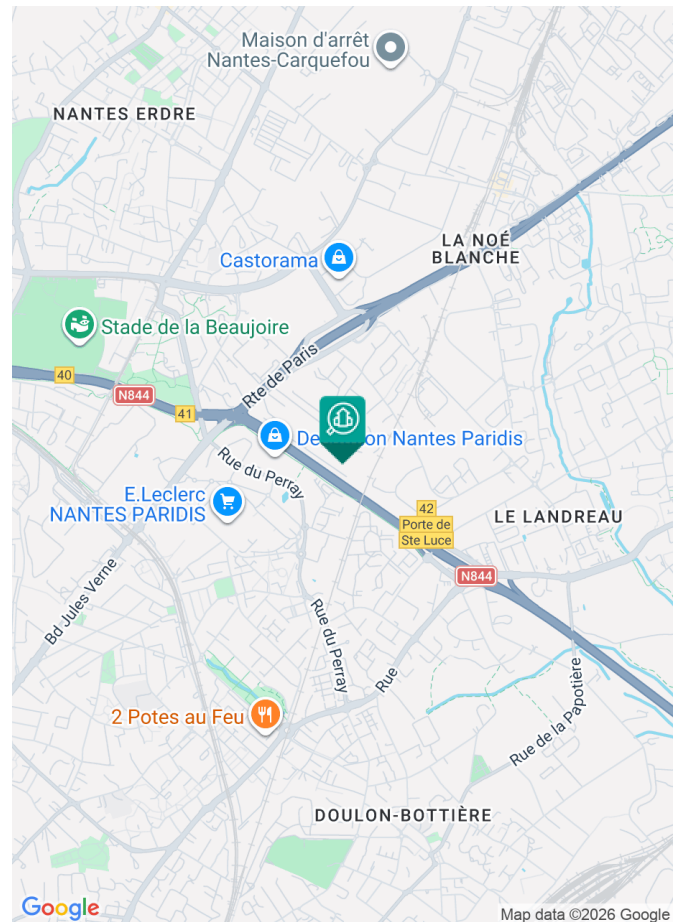 Maison d'arrêt
Nantes-Carquefou
NANTES ERDRE
LA NOÉ
BLANCHE
Castorama
Stade de la Beaujoire
Rte de Paris
40
N844
41
on Nantes Paridis
Rue du Perray
E.Leclerc
NANTES PARIDIS
42
Porte de
Ste Luce
LE LANDREAU
N844
Bd Jules Verne
Rue du Perray
Rue
2 Potes au Feu
Rue de la Papotière
DOULON-BOTTIÈRE
Google
Map data ©2026 Google